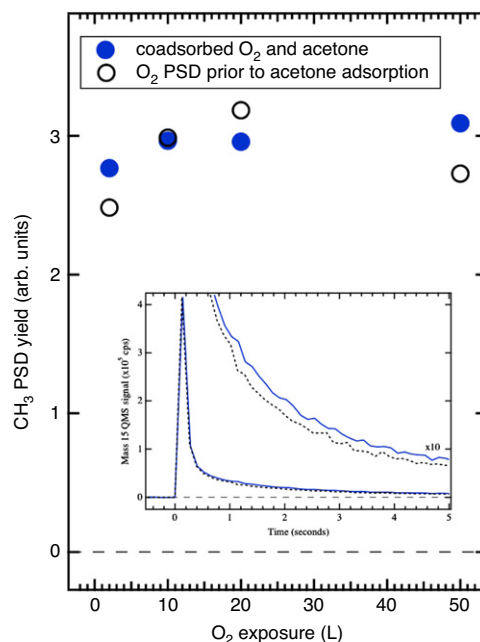 coadsorbed O2 and acetone
O2 PSD prior to acetone adsorption
3
2
1
0
CH3 PSD yield (arb. units)
4
3
2
1
0
Mass 15 QMS signal (x10⁵ cps)
x10
0 1 2 3 4 5
Time (seconds)
0 10 20 30 40 50
O2 exposure (L)